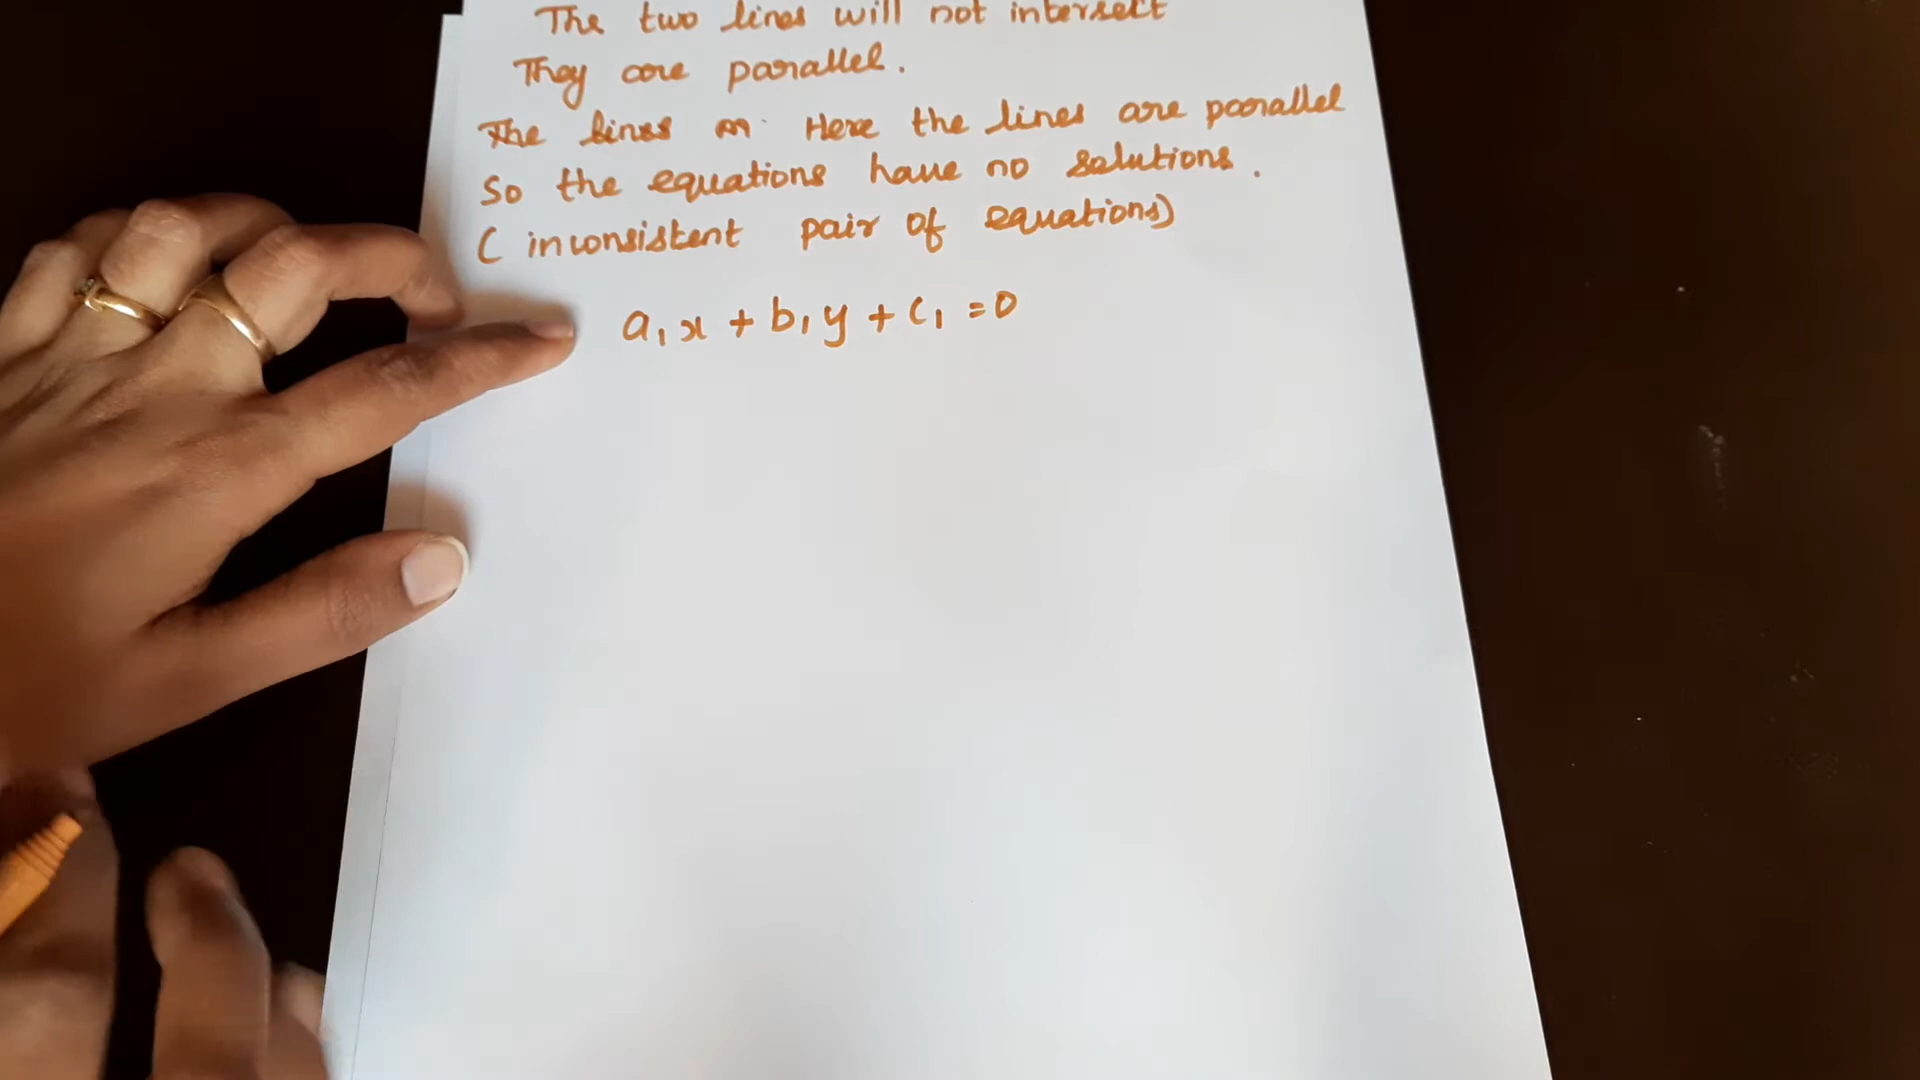 The two lines will not intersect
They are parallel.
The lines Here the lines are parallel
So the equations have no solutions.
( inconsistent pair of equations)
a₁x + b₁y + c₁ = 0